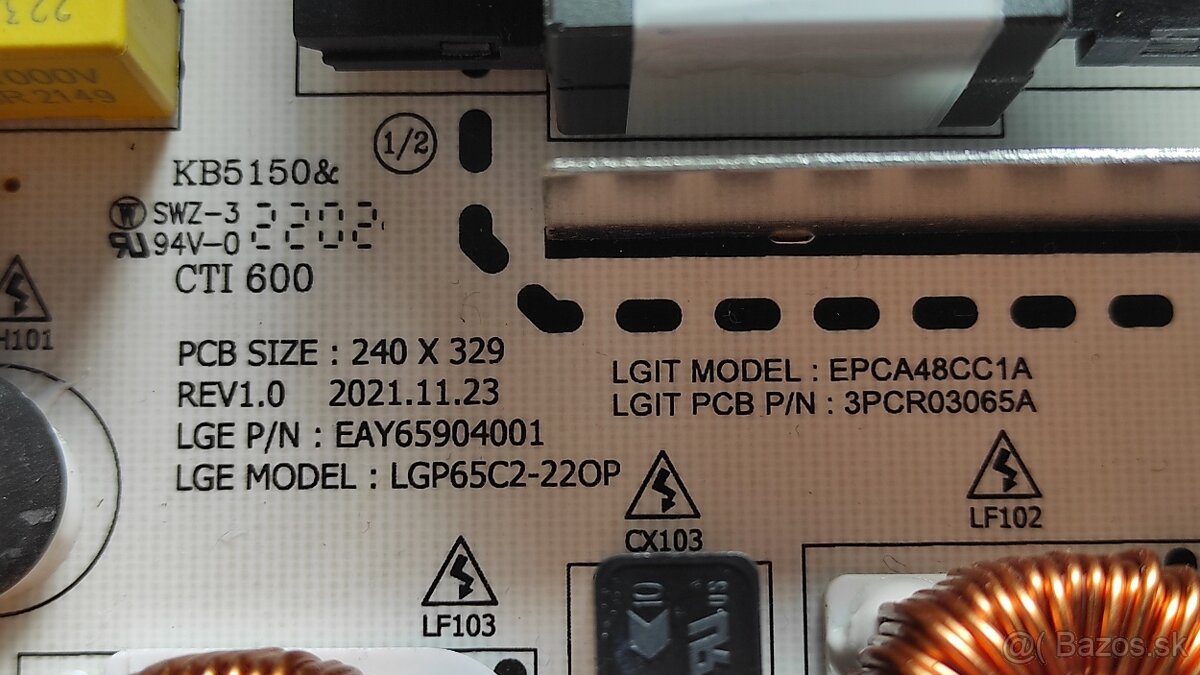 1000V
R 2149
1/2
KB5150&
W SWZ-3 2202
RU 94V-0
CTI 600
H101
PCB SIZE : 240 X 329
REV1.0 2021.11.23
LGE P/N : EAY65904001
LGE MODEL : LGP65C2-22OP
LGIT MODEL : EPCA48CC1A
LGIT PCB P/N : 3PCR03065A
CX103
LF102
LF103
10
@( Bazos.sk